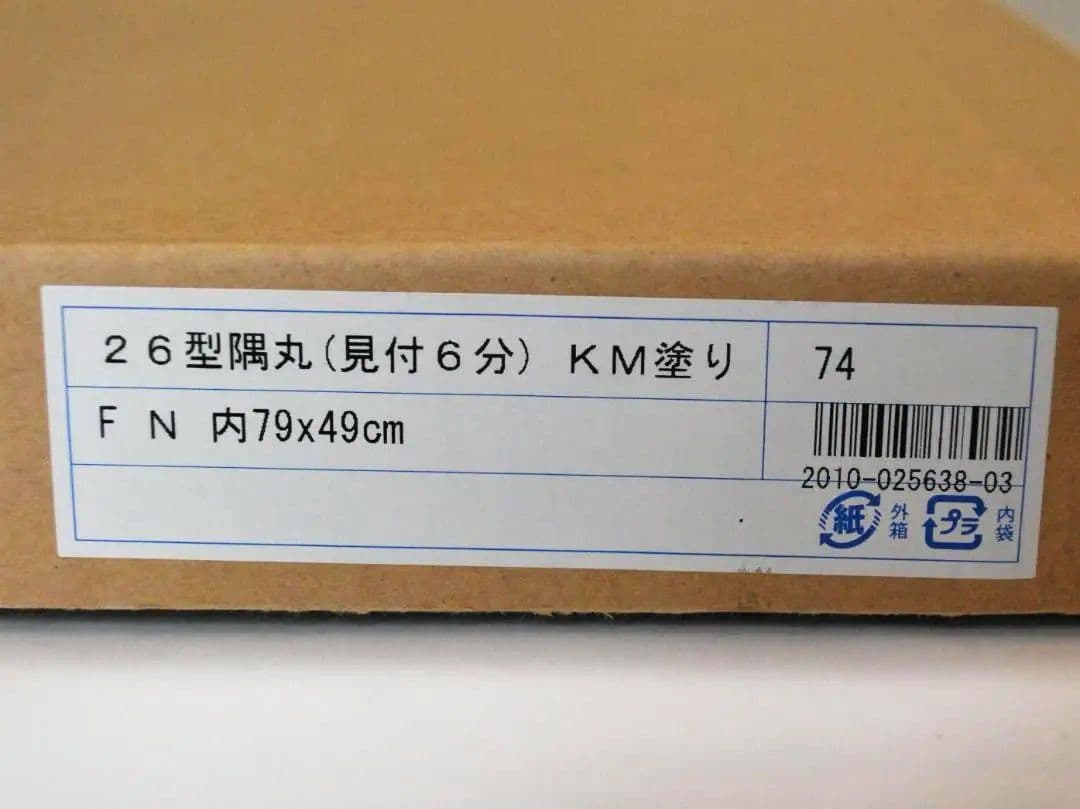 26型隅丸(見付6分) KM塗り 74
FN 内79x49cm
2010-025638-03
紙 外箱 プラ 内袋